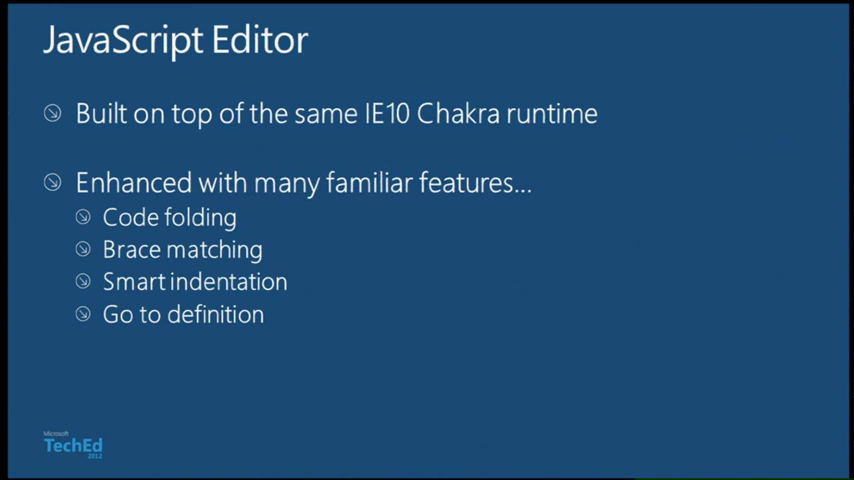 JavaScript Editor
Built on top of the same IE10 Chakra runtime
Enhanced with many familiar features...
Code folding
Brace matching
Smart indentation
Go to definition
Microsoft
TechEd
2012